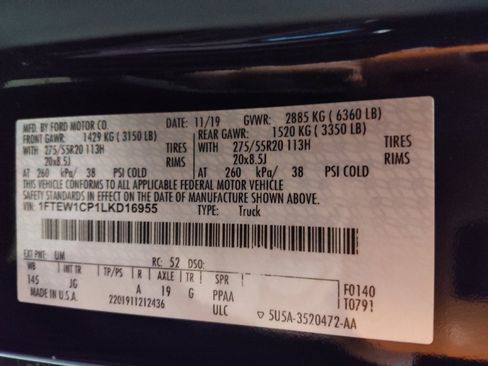 MFD. BY FORD MOTOR CO. DATE: 11/19 GVWR: 2885 KG ( 6360 LB)
FRONT GAWR: 1429 KG ( 3150 LB) REAR GAWR: 1520 KG ( 3350 LB)
WITH 275/55R20 113H TIRES WITH 275/55R20 113H TIRES
20x8.5J RIMS 20x8.5J RIMS
AT 260 kPa/ 38 PSI COLD AT 260 kPa/ 38 PSI COLD
THIS VEHICLE CONFORMS TO ALL APPLICABLE FEDERAL MOTOR VEHICLE
SAFETY STANDARDS IN EFFECT ON THE DATE OF MANUFACTURE SHOWN ABOVE.
VIN: 1FTEW1CP1LKD16955 TYPE: Truck
EXT PNT: UM RC: 52 DSO:
WB INT TR TP/PS R AXLE TR SPR F0140
145 JG A 19 G PPAA T0791
MADE IN U.S.A. 2201911212436 ULC ▽ 5U5A-3520472-AA